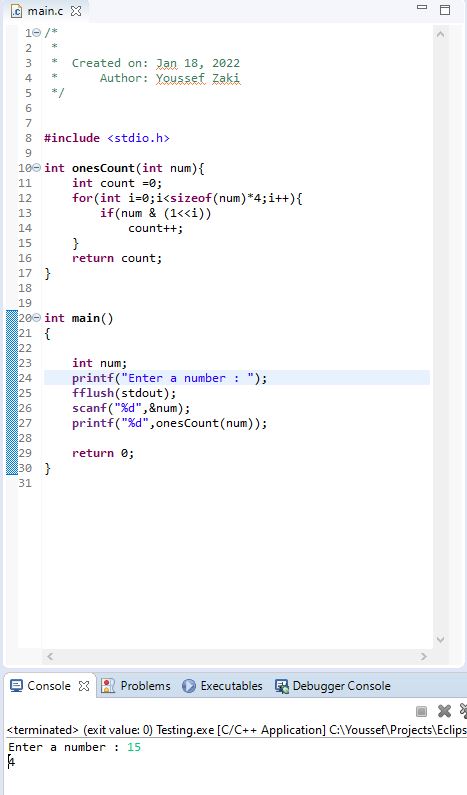 main.c
1 /*
2  *
3  *  Created on: Jan 18, 2022
4  *      Author: Youssef Zaki
5  */
6
7
8 #include <stdio.h>
9
10 int onesCount(int num){
11     int count =0;
12     for(int i=0;i<sizeof(num)*4;i++){
13         if(num & (1<<i))
14             count++;
15     }
16     return count;
17 }
18
19
20 int main()
21 {
22
23     int num;
24     printf("Enter a number : ");
25     fflush(stdout);
26     scanf("%d",&num);
27     printf("%d",onesCount(num));
28
29     return 0;
30 }
31
Console Problems Executables Debugger Console
<terminated> (exit value: 0) Testing.exe [C/C++ Application] C:\Youssef\Projects\Eclips
Enter a number : 15
4